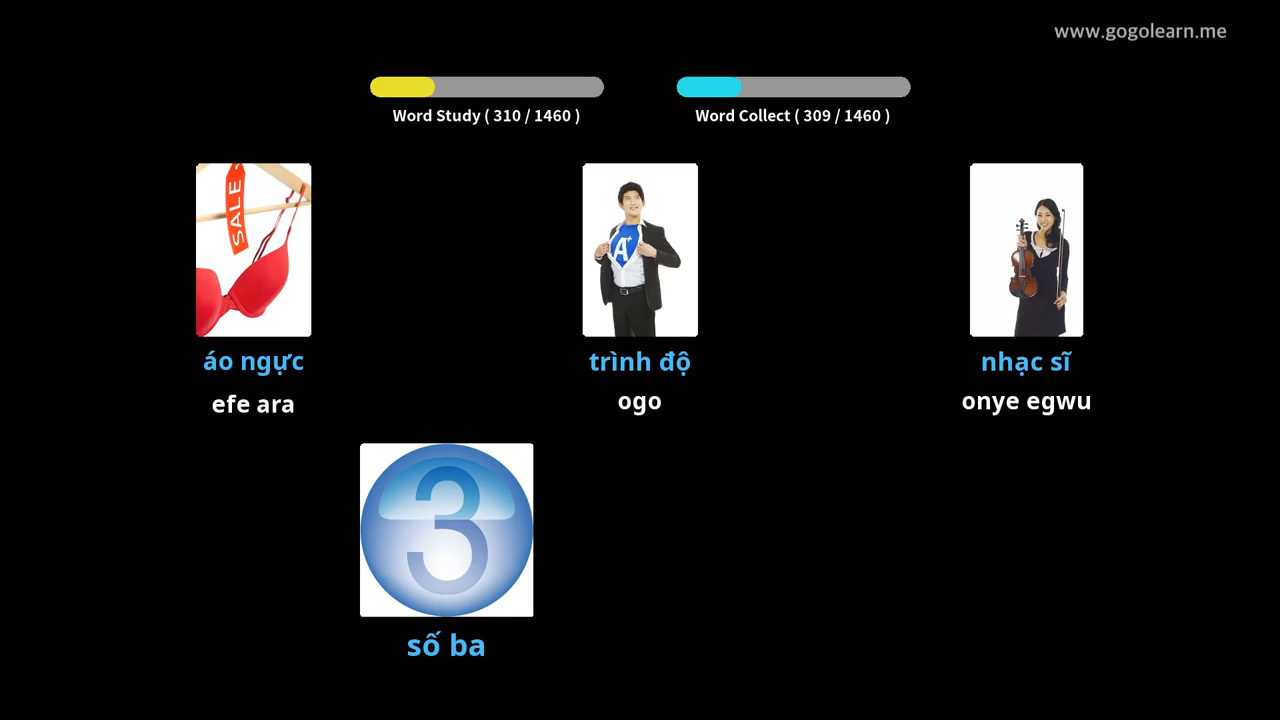 www.gogolearn.me
Word Study ( 310 / 1460 )
Word Collect ( 309 / 1460 )
SALE
A+
áo ngực
trình độ
nhạc sĩ
efe ara
ogo
onye egwu
3
số ba